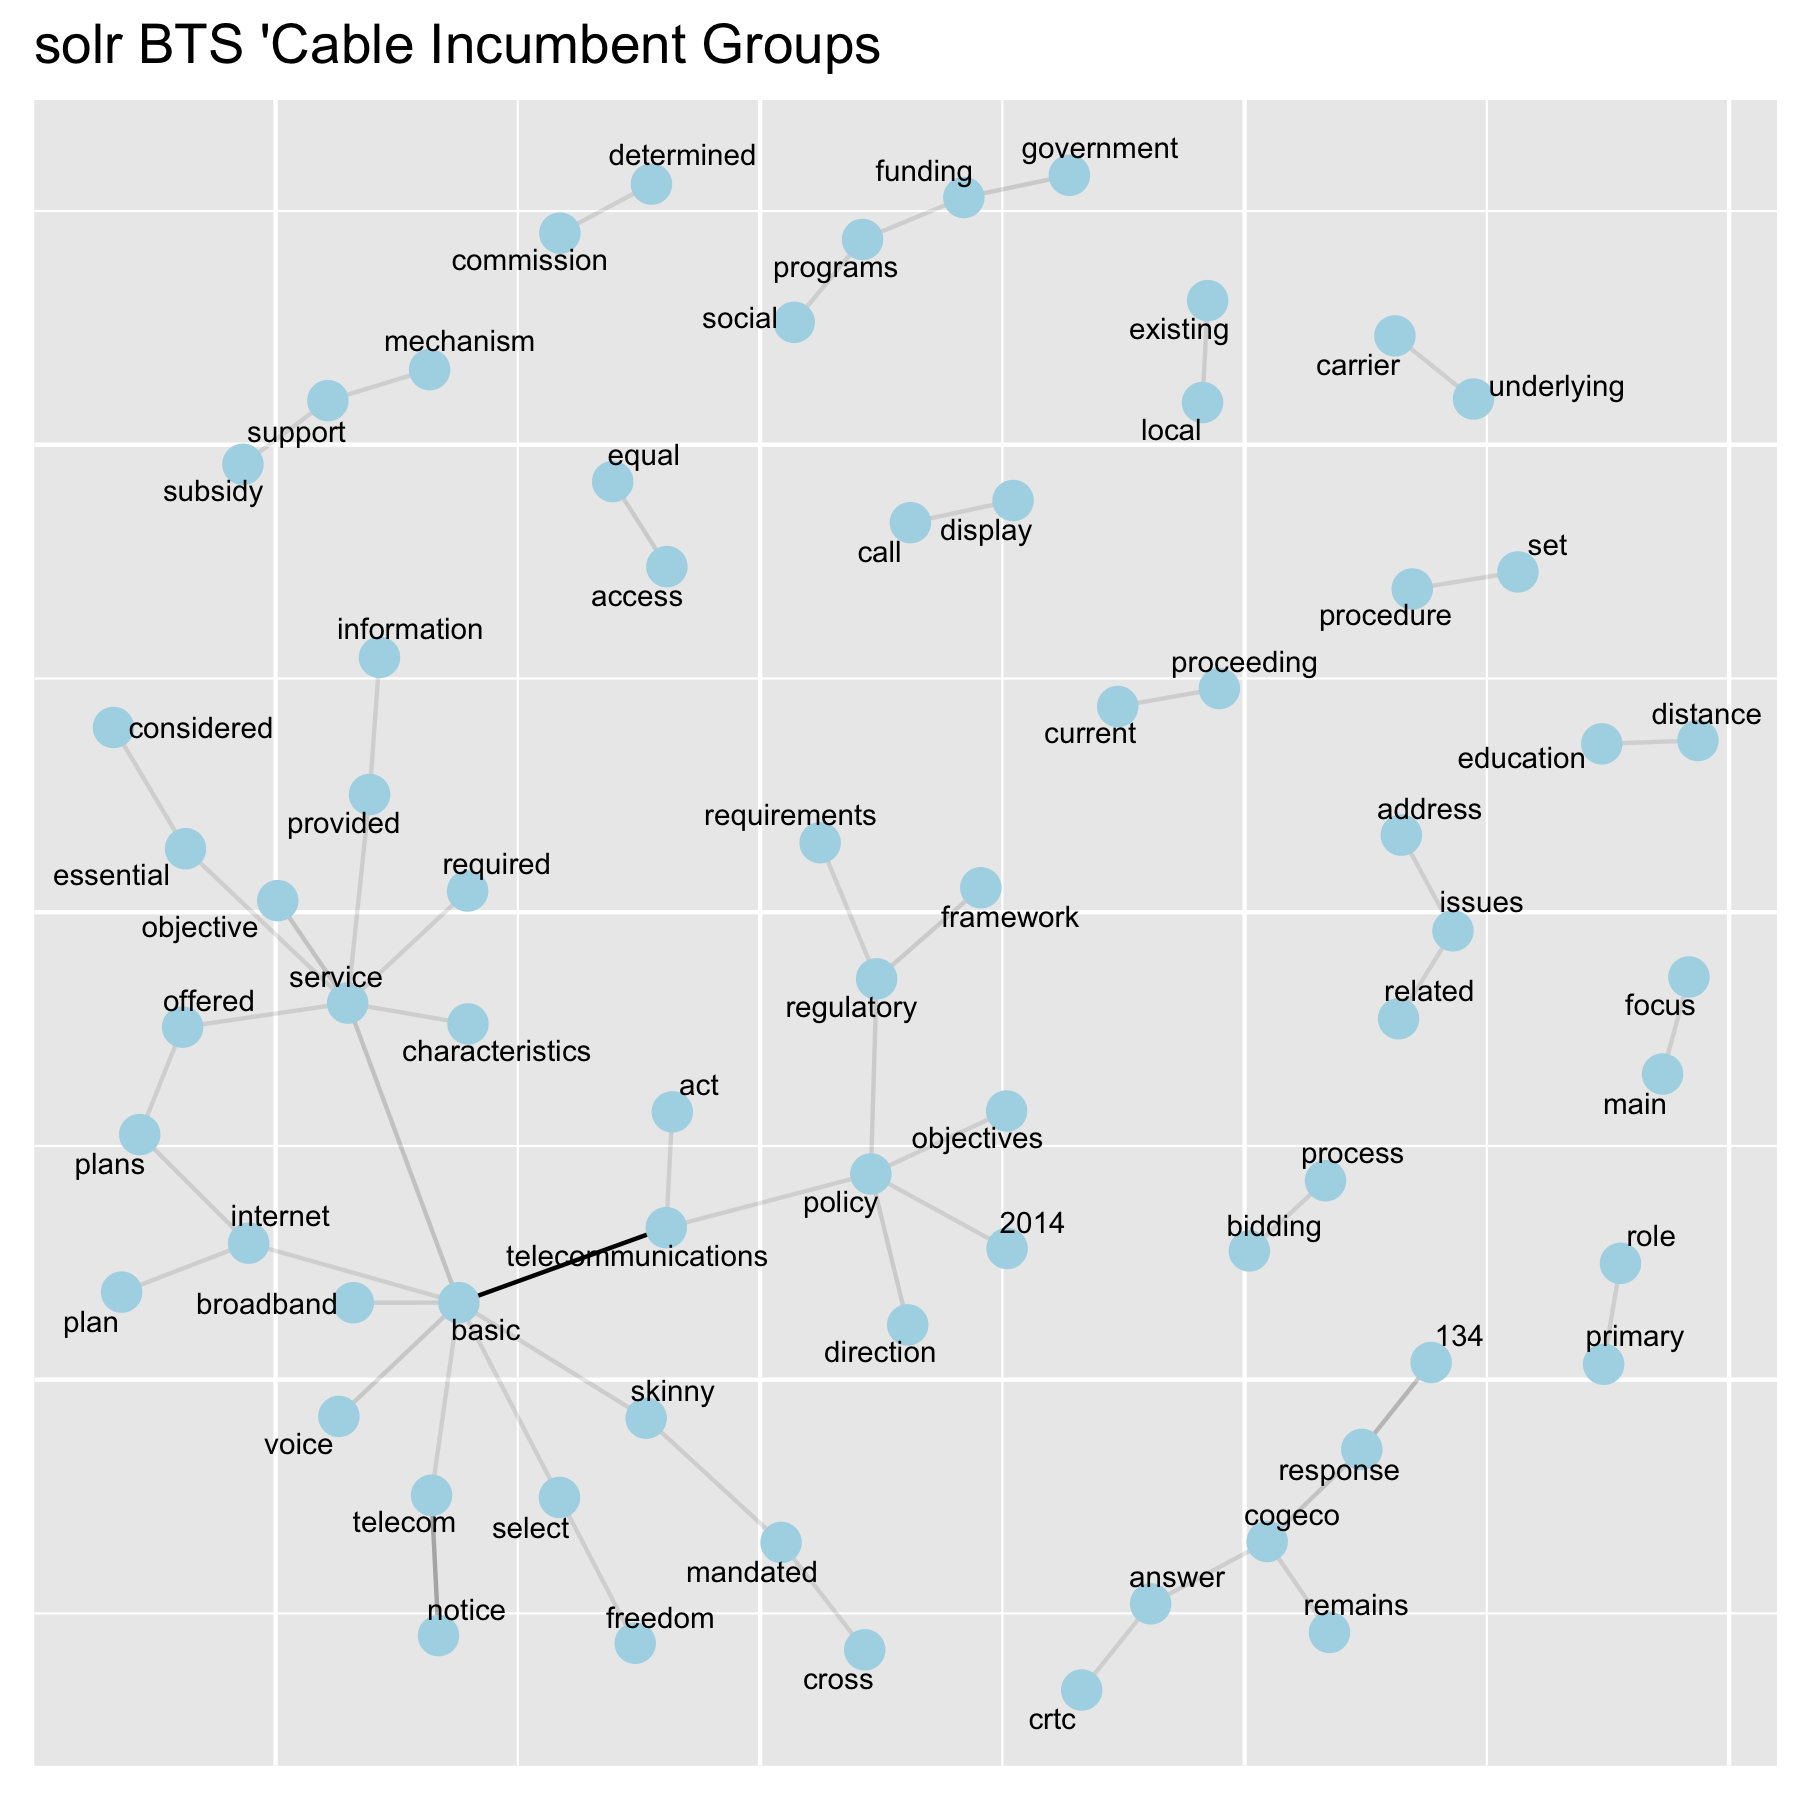 solr BTS 'Cable Incumbent Groups
determined
government
funding
commission
programs
social
existing
mechanism
carrier
underlying
support
local
equal
subsidy
display
call
set
access
procedure
information
proceeding
distance
considered
current
education
address
requirements
provided
required
essential
issues
framework
objective
service
related
offered
focus
regulatory
characteristics
act
main
objectives
process
plans
policy
internet
2014
bidding
role
telecommunications
broadband
plan
basic
134
primary
direction
skinny
voice
response
cogeco
telecom
select
mandated
answer
remains
notice
freedom
cross
crtc